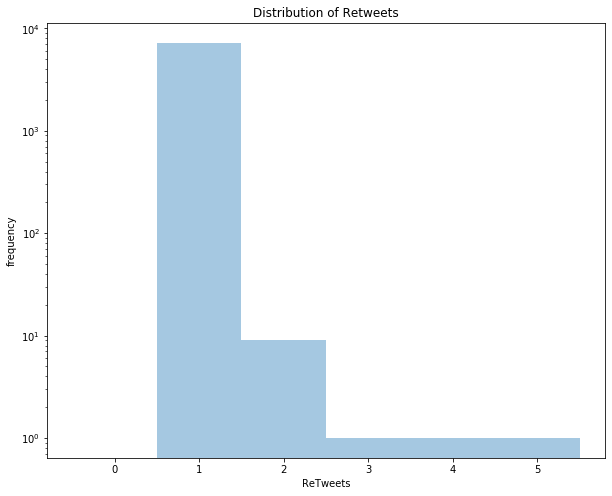 Distribution of Retweets
10⁴
10³
10²
10¹
10⁰
frequency
0 1 2 3 4 5
ReTweets